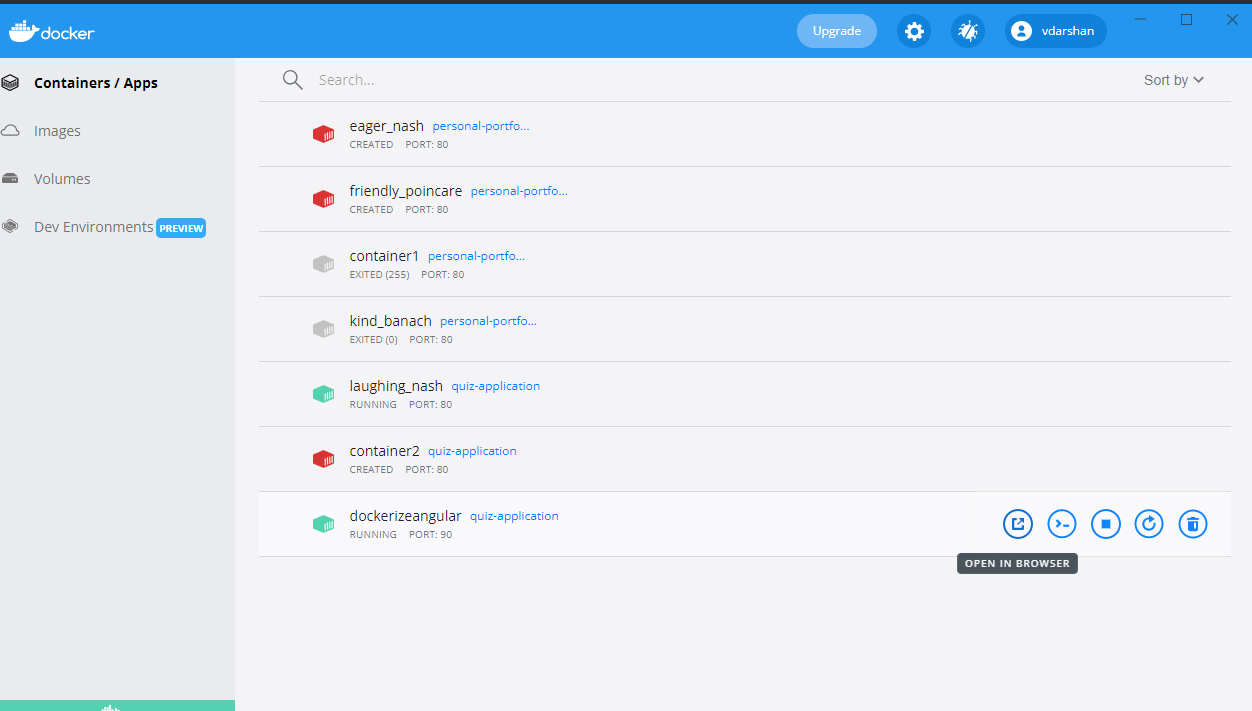 docker
Upgrade
vdarshan
Containers / Apps
Images
Volumes
Dev Environments PREVIEW
Search...
Sort by
eager_nash personal-portfo...
CREATED PORT: 80
friendly_poincare personal-portfo...
CREATED PORT: 80
container1 personal-portfo...
EXITED (255) PORT: 80
kind_banach personal-portfo...
EXITED (0) PORT: 80
laughing_nash quiz-application
RUNNING PORT: 80
container2 quiz-application
CREATED PORT: 80
dockerizeangular quiz-application
RUNNING PORT: 90
OPEN IN BROWSER